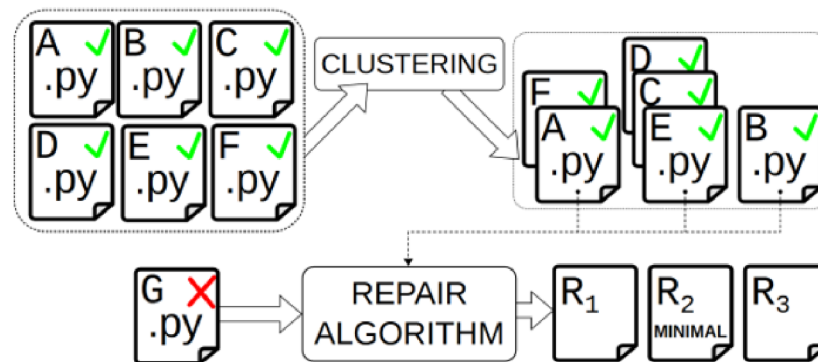 A B C
.py .py .py
D E F
.py .py .py
CLUSTERING
D
F C
A E B
.py .py .py
G
.py
REPAIR
ALGORITHM
R₁ R₂ R₃
MINIMAL